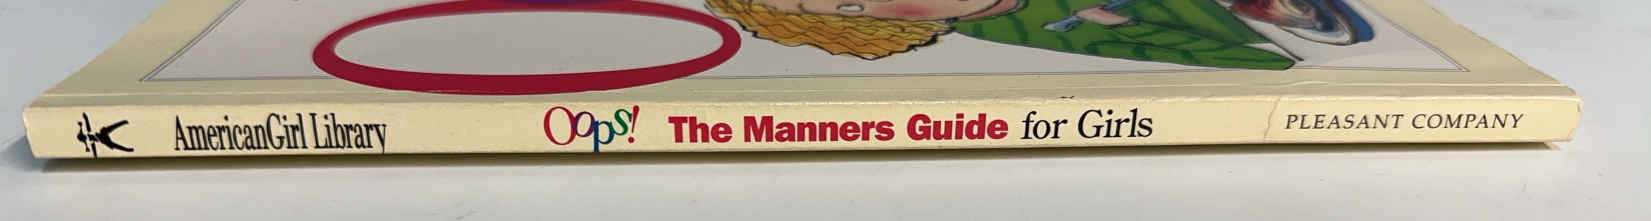 AmericanGirl Library Oops! The Manners Guide for Girls PLEASANT COMPANY